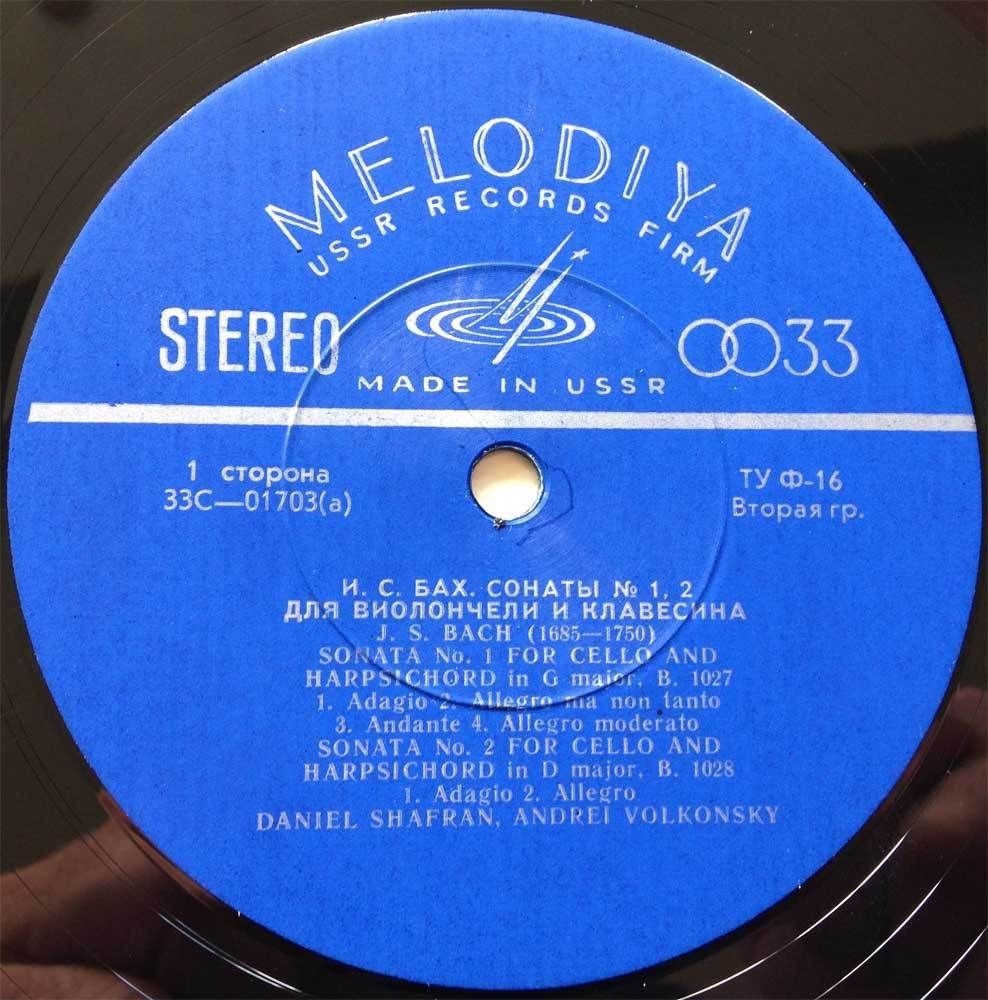 MELODIYA
USSR RECORDS FIRM
STEREO
33
MADE IN USSR
1 сторона
33С—01703(а)
ТУ Ф-16
Вторая гр.
И. С. БАХ. СОНАТЫ № 1, 2
ДЛЯ ВИОЛОНЧЕЛИ И КЛАВЕСИНА
J. S. BACH (1685—1750)
SONATA No. 1 FOR CELLO AND
HARPSICHORD in G major, B. 1027
1. Adagio 2. Allegro ma non tanto
3. Andante 4. Allegro moderato
SONATA No. 2 FOR CELLO AND
HARPSICHORD in D major, B. 1028
1. Adagio 2. Allegro
DANIEL SHAFRAN, ANDREI VOLKONSKY